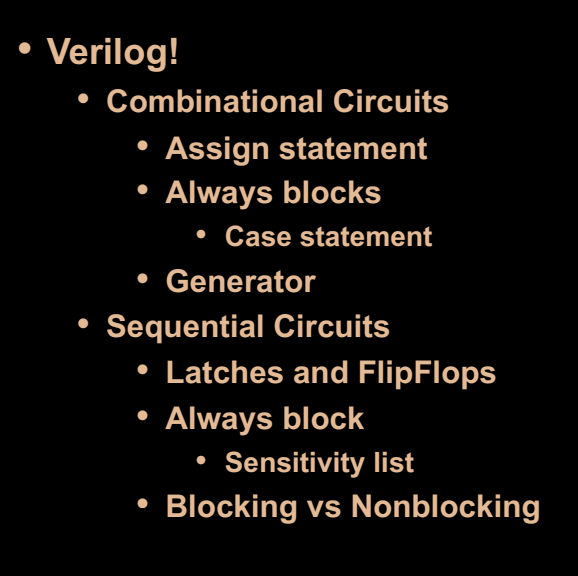 • Verilog!
• Combinational Circuits
• Assign statement
• Always blocks
• Case statement
• Generator
• Sequential Circuits
• Latches and FlipFlops
• Always block
• Sensitivity list
• Blocking vs Nonblocking